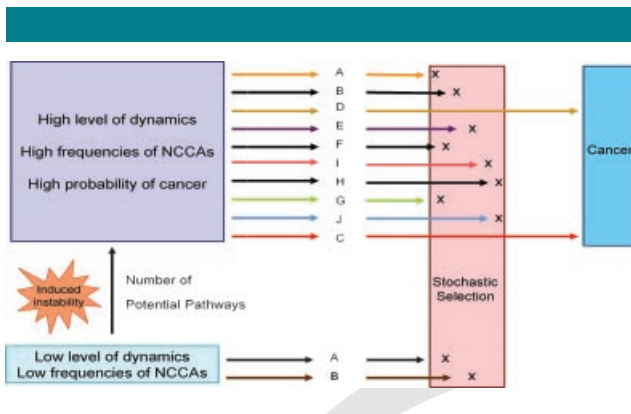 High level of dynamics
High frequencies of NCCAs
High probability of cancer
A
X
B
X
D
E
X
F
X
I
X
H
X
G
X
J
X
C
Cancer
Induced
instability
Number of
Potential Pathways
Stochastic
Selection
Low level of dynamics
Low frequencies of NCCAs
A
X
B
X